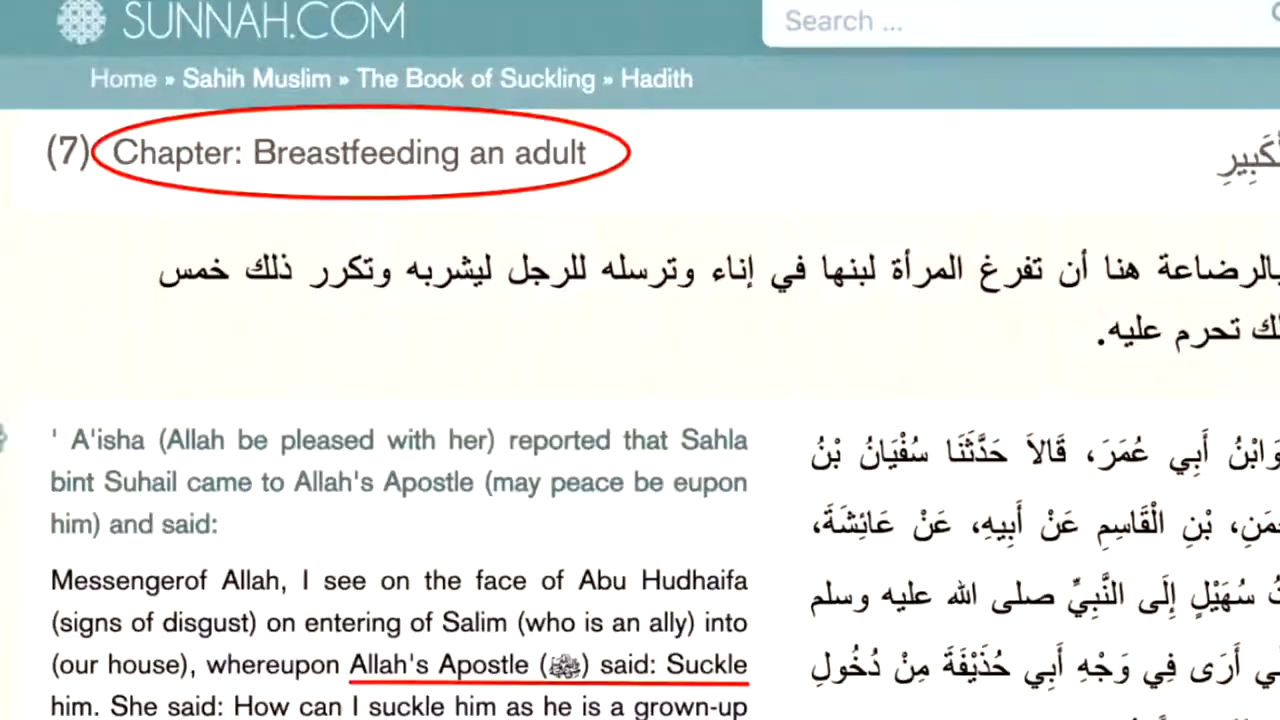 SUNNAH.COM
Search ...
Home » Sahih Muslim » The Book of Suckling » Hadith
(7) Chapter: Breastfeeding an adult
بالرضاعة هنا أن تفرغ المرأة لبنها في إناء وترسله للرجل ليشربه وتكرر ذلك خمس
تحرم عليه.
' A'isha (Allah be pleased with her) reported that Sahla
bint Suhail came to Allah's Apostle (may peace be eupon
him) and said:
Messengerof Allah, I see on the face of Abu Hudhaifa
(signs of disgust) on entering of Salim (who is an ally) into
(our house), whereupon Allah's Apostle (ﷺ) said: Suckle
him. She said: How can I suckle him as he is a grown-up
وَابْنُ أَبِي عُمَرَ، قَالاَ حَدَّثَنَا سُفْيَانُ بْنُ
بْنِ الْقَاسِمِ عَنْ أَبِيهِ، عَنْ عَائِشَةَ،
سُهَيْلٍ إِلَى النَّبِيِّ صلى الله عليه وسلم
أَرَى فِي وَجْهِ أَبِي حُذَيْفَةَ مِنْ دُخُولِ